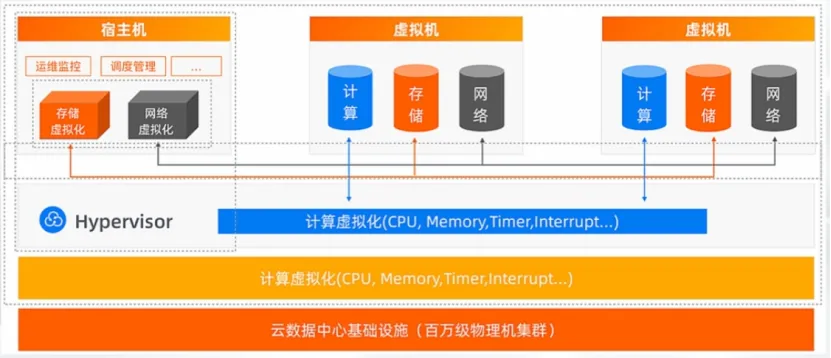 宿主机
虚拟机
虚拟机
运维监控
调度管理
...
存储
虚拟化
网络
虚拟化
计算
存储
网络
计算
存储
网络
Hypervisor
计算虚拟化(CPU, Memory,Timer,Interrupt...)
计算虚拟化(CPU, Memory,Timer,Interrupt...)
云数据中心基础设施（百万级物理机集群）